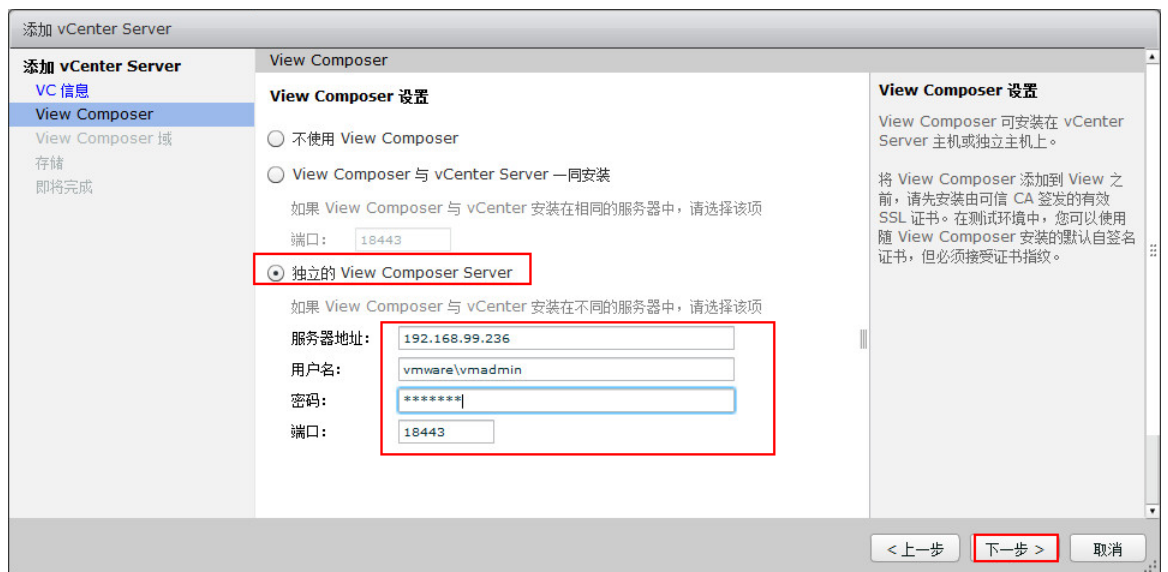 添加 vCenter Server
添加 vCenter Server
VC 信息
View Composer
View Composer 域
存储
即将完成
View Composer
View Composer 设置
不使用 View Composer
View Composer 与 vCenter Server 一同安装
如果 View Composer 与 vCenter 安装在相同的服务器中，请选择该项
端口： 18443
独立的 View Composer Server
如果 View Composer 与 vCenter 安装在不同的服务器中，请选择该项
服务器地址： 192.168.99.236
用户名： vmware\vmadmin
密码： *******
端口： 18443
View Composer 设置
View Composer 可安装在 vCenter
Server 主机或独立主机上。
将 View Composer 添加到 View 之
前，请先安装由可信 CA 签发的有效
SSL 证书。在测试环境中，您可以使用
随 View Composer 安装的默认自签名
证书，但必须接受证书指纹。
< 上一步 下一步 > 取消